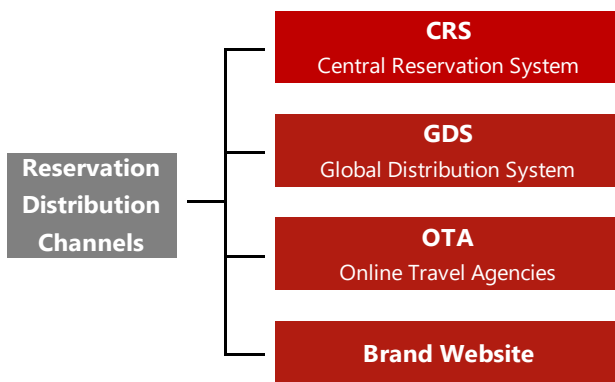 Reservation
Distribution
Channels
CRS
Central Reservation System
GDS
Global Distribution System
OTA
Online Travel Agencies
Brand Website